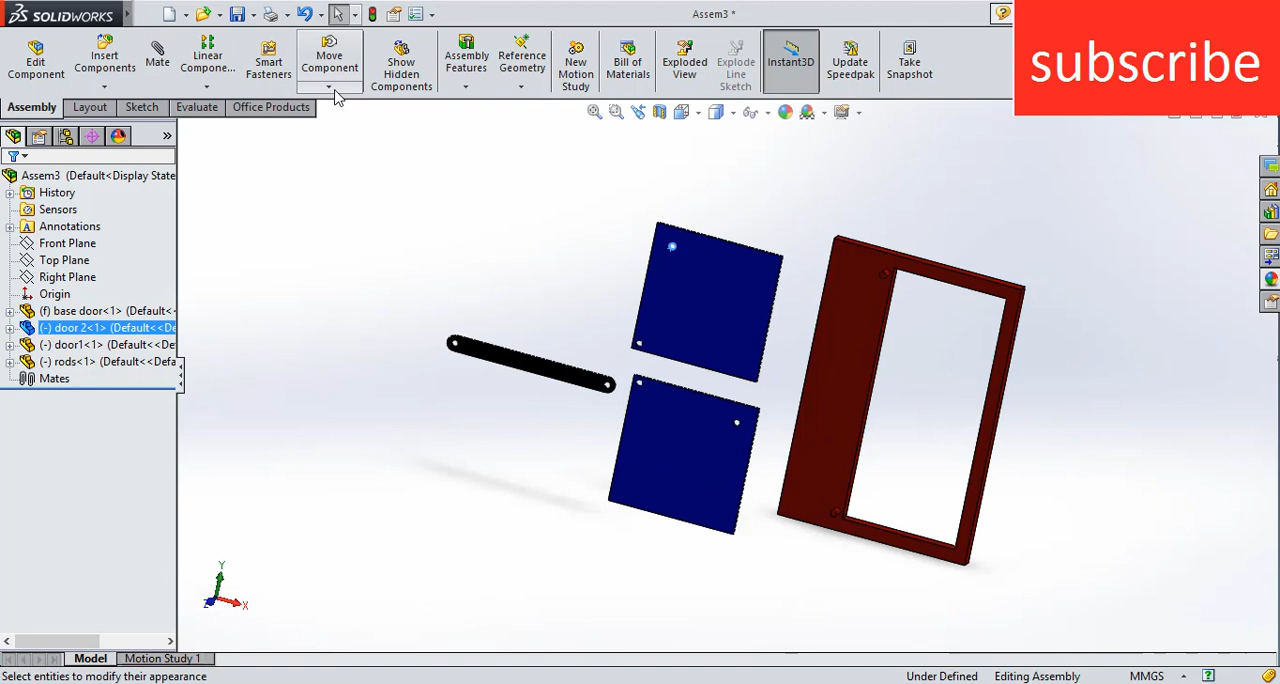 SOLIDWORKS
Assem3 *
?
subscribe
Edit
Component
Insert
Components
Mate
Linear
Compone...
Smart
Fasteners
Move
Component
Show
Hidden
Components
Assembly
Features
Reference
Geometry
New
Motion
Study
Bill of
Materials
Exploded
View
Explode
Line
Sketch
Instant3D
Update
Speedpak
Take
Snapshot
Assembly
Layout
Sketch
Evaluate
Office Products
Assem3 (Default<Display State
History
Sensors
Annotations
Front Plane
Top Plane
Right Plane
Origin
(f) base door<1> (Default<
(-) door 2<1> (Default<<De
(-) door1<1> (Default<<De
(-) rods<1> (Default<<Defa
Mates
Y
X
Z
Model
Motion Study 1
Select entities to modify their appearance
Under Defined
Editing Assembly
MMGS
?